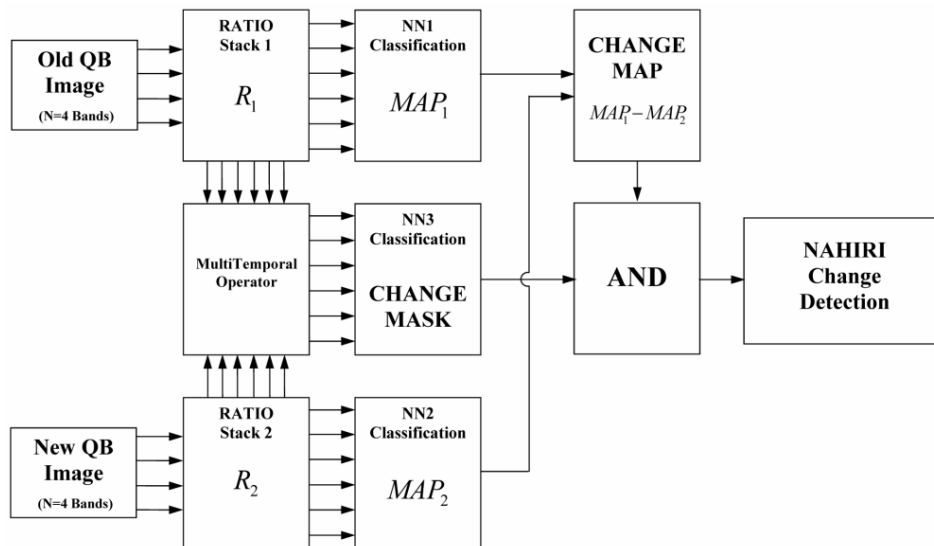 Old QB
Image
(N=4 Bands)
RATIO
Stack 1
R₁
NN1
Classification
MAP₁
CHANGE
MAP
MAP₁−MAP₂
MultiTemporal
Operator
NN3
Classification
CHANGE
MASK
AND
NAHIRI
Change
Detection
New QB
Image
(N=4 Bands)
RATIO
Stack 2
R₂
NN2
Classification
MAP₂